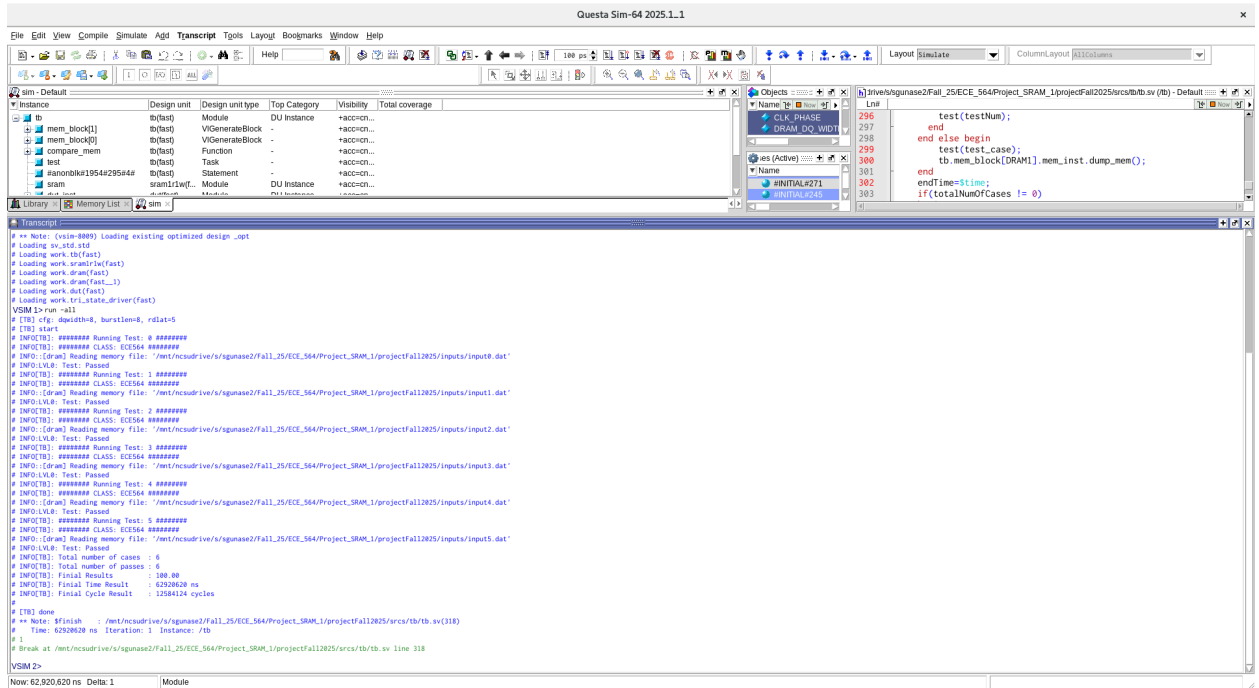 Questa Sim-64 2025.1_1
File Edit View Compile Simulate Add Transcript Tools Layout Bookmarks Window Help
Help
100 ps
Layout Simulate
ColumnLayout AllColumns
sim - Default
Instance Design unit Design unit type Top Category Visibility Total coverage
tb tb(fast) Module DU Instance +acc=cn...
mem_block[1] tb(fast) VlGenerateBlock - +acc=cn...
mem_block[0] tb(fast) VlGenerateBlock - +acc=cn...
compare_mem tb(fast) Function - +acc=cn...
test tb(fast) Task - +acc=cn...
#anonblk#1954#295#4# tb(fast) Statement - +acc=cn...
sram sram1r1w(f... Module DU Instance +acc=cn...
Library Memory List sim
Objects
Name Now
CLK_PHASE
DRAM_DQ_WIDTH
ses (Active)
Name
#INITIAL#271
#INITIAL#245
drive/s/sgunase2/Fall_25/ECE_564/Project_SRAM_1/projectFall2025/srcs/tb/tb.sv (/tb) - Default
Ln# Now
296 test(testNum);
297 end
298 end else begin
299 test(test_case);
300 tb.mem_block[DRAM1].mem_inst.dump_mem();
301 end
302 endTime=$time;
303 if(totalNumOfCases != 0)
Transcript
# ** Note: (vsim-8009) Loading existing optimized design _opt
# Loading sv_std.std
# Loading work.tb(fast)
# Loading work.sram1r1w(fast)
# Loading work.dram(fast)
# Loading work.dram(fast__1)
# Loading work.dut(fast)
# Loading work.tri_state_driver(fast)
VSIM 1> run -all
# [TB] cfg: dqwidth=8, burstlen=8, rdlat=5
# [TB] start
# INFO[TB]: ######## Running Test: 0 ########
# INFO[TB]: ######## CLASS: ECE564 ########
# INFO::[dram] Reading memory file: '/mnt/ncsudrive/s/sgunase2/Fall_25/ECE_564/Project_SRAM_1/projectFall2025/inputs/input0.dat'
# INFO:LVL0: Test: Passed
# INFO[TB]: ######## Running Test: 1 ########
# INFO[TB]: ######## CLASS: ECE564 ########
# INFO::[dram] Reading memory file: '/mnt/ncsudrive/s/sgunase2/Fall_25/ECE_564/Project_SRAM_1/projectFall2025/inputs/input1.dat'
# INFO:LVL0: Test: Passed
# INFO[TB]: ######## Running Test: 2 ########
# INFO[TB]: ######## CLASS: ECE564 ########
# INFO::[dram] Reading memory file: '/mnt/ncsudrive/s/sgunase2/Fall_25/ECE_564/Project_SRAM_1/projectFall2025/inputs/input2.dat'
# INFO:LVL0: Test: Passed
# INFO[TB]: ######## Running Test: 3 ########
# INFO[TB]: ######## CLASS: ECE564 ########
# INFO::[dram] Reading memory file: '/mnt/ncsudrive/s/sgunase2/Fall_25/ECE_564/Project_SRAM_1/projectFall2025/inputs/input3.dat'
# INFO:LVL0: Test: Passed
# INFO[TB]: ######## Running Test: 4 ########
# INFO[TB]: ######## CLASS: ECE564 ########
# INFO::[dram] Reading memory file: '/mnt/ncsudrive/s/sgunase2/Fall_25/ECE_564/Project_SRAM_1/projectFall2025/inputs/input4.dat'
# INFO:LVL0: Test: Passed
# INFO[TB]: ######## Running Test: 5 ########
# INFO[TB]: ######## CLASS: ECE564 ########
# INFO::[dram] Reading memory file: '/mnt/ncsudrive/s/sgunase2/Fall_25/ECE_564/Project_SRAM_1/projectFall2025/inputs/input5.dat'
# INFO:LVL0: Test: Passed
# INFO[TB]: Total number of cases : 6
# INFO[TB]: Total number of passes : 6
# INFO[TB]: Finial Results : 100.00
# INFO[TB]: Finial Time Result : 62920620 ns
# INFO[TB]: Finial Cycle Result : 12584124 cycles
#
# [TB] done
# ** Note: $finish : /mnt/ncsudrive/s/sgunase2/Fall_25/ECE_564/Project_SRAM_1/projectFall2025/srcs/tb/tb.sv(318)
# Time: 62920620 ns Iteration: 1 Instance: /tb
# 1
# Break at /mnt/ncsudrive/s/sgunase2/Fall_25/ECE_564/Project_SRAM_1/projectFall2025/srcs/tb/tb.sv line 318
VSIM 2>
Now: 62,920,620 ns Delta: 1 Module